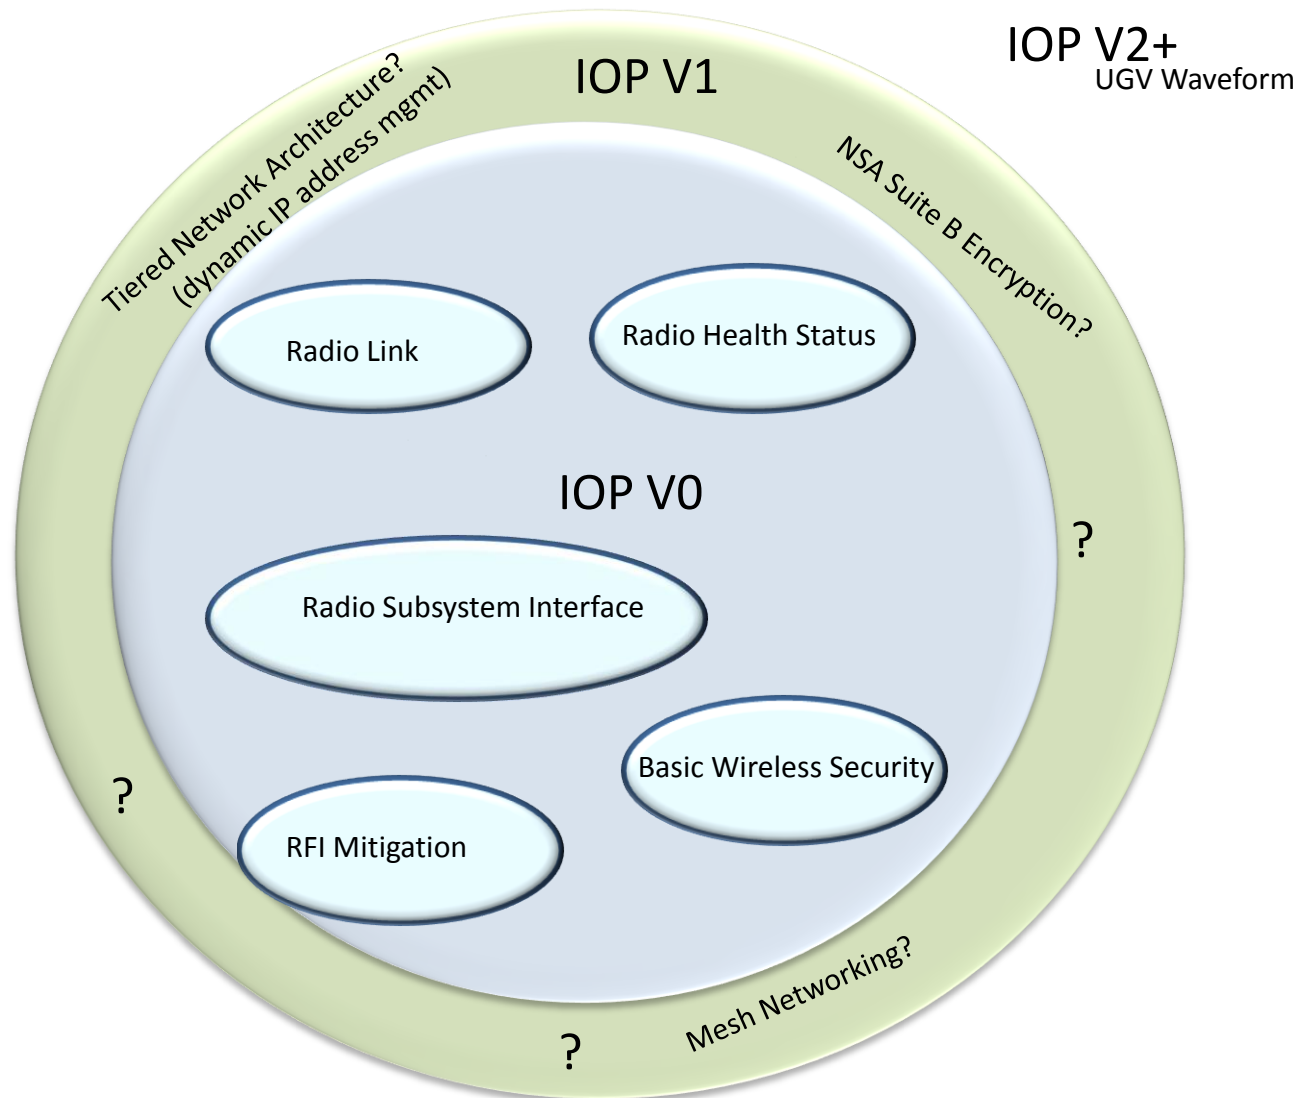 IOP V2+
UGV Waveform
IOP V1
Tiered Network Architecture?
(dynamic IP address mgmt)
NSA Suite B Encryption?
Radio Link
Radio Health Status
IOP V0
?
Radio Subsystem Interface
Basic Wireless Security
?
RFI Mitigation
Mesh Networking?
?